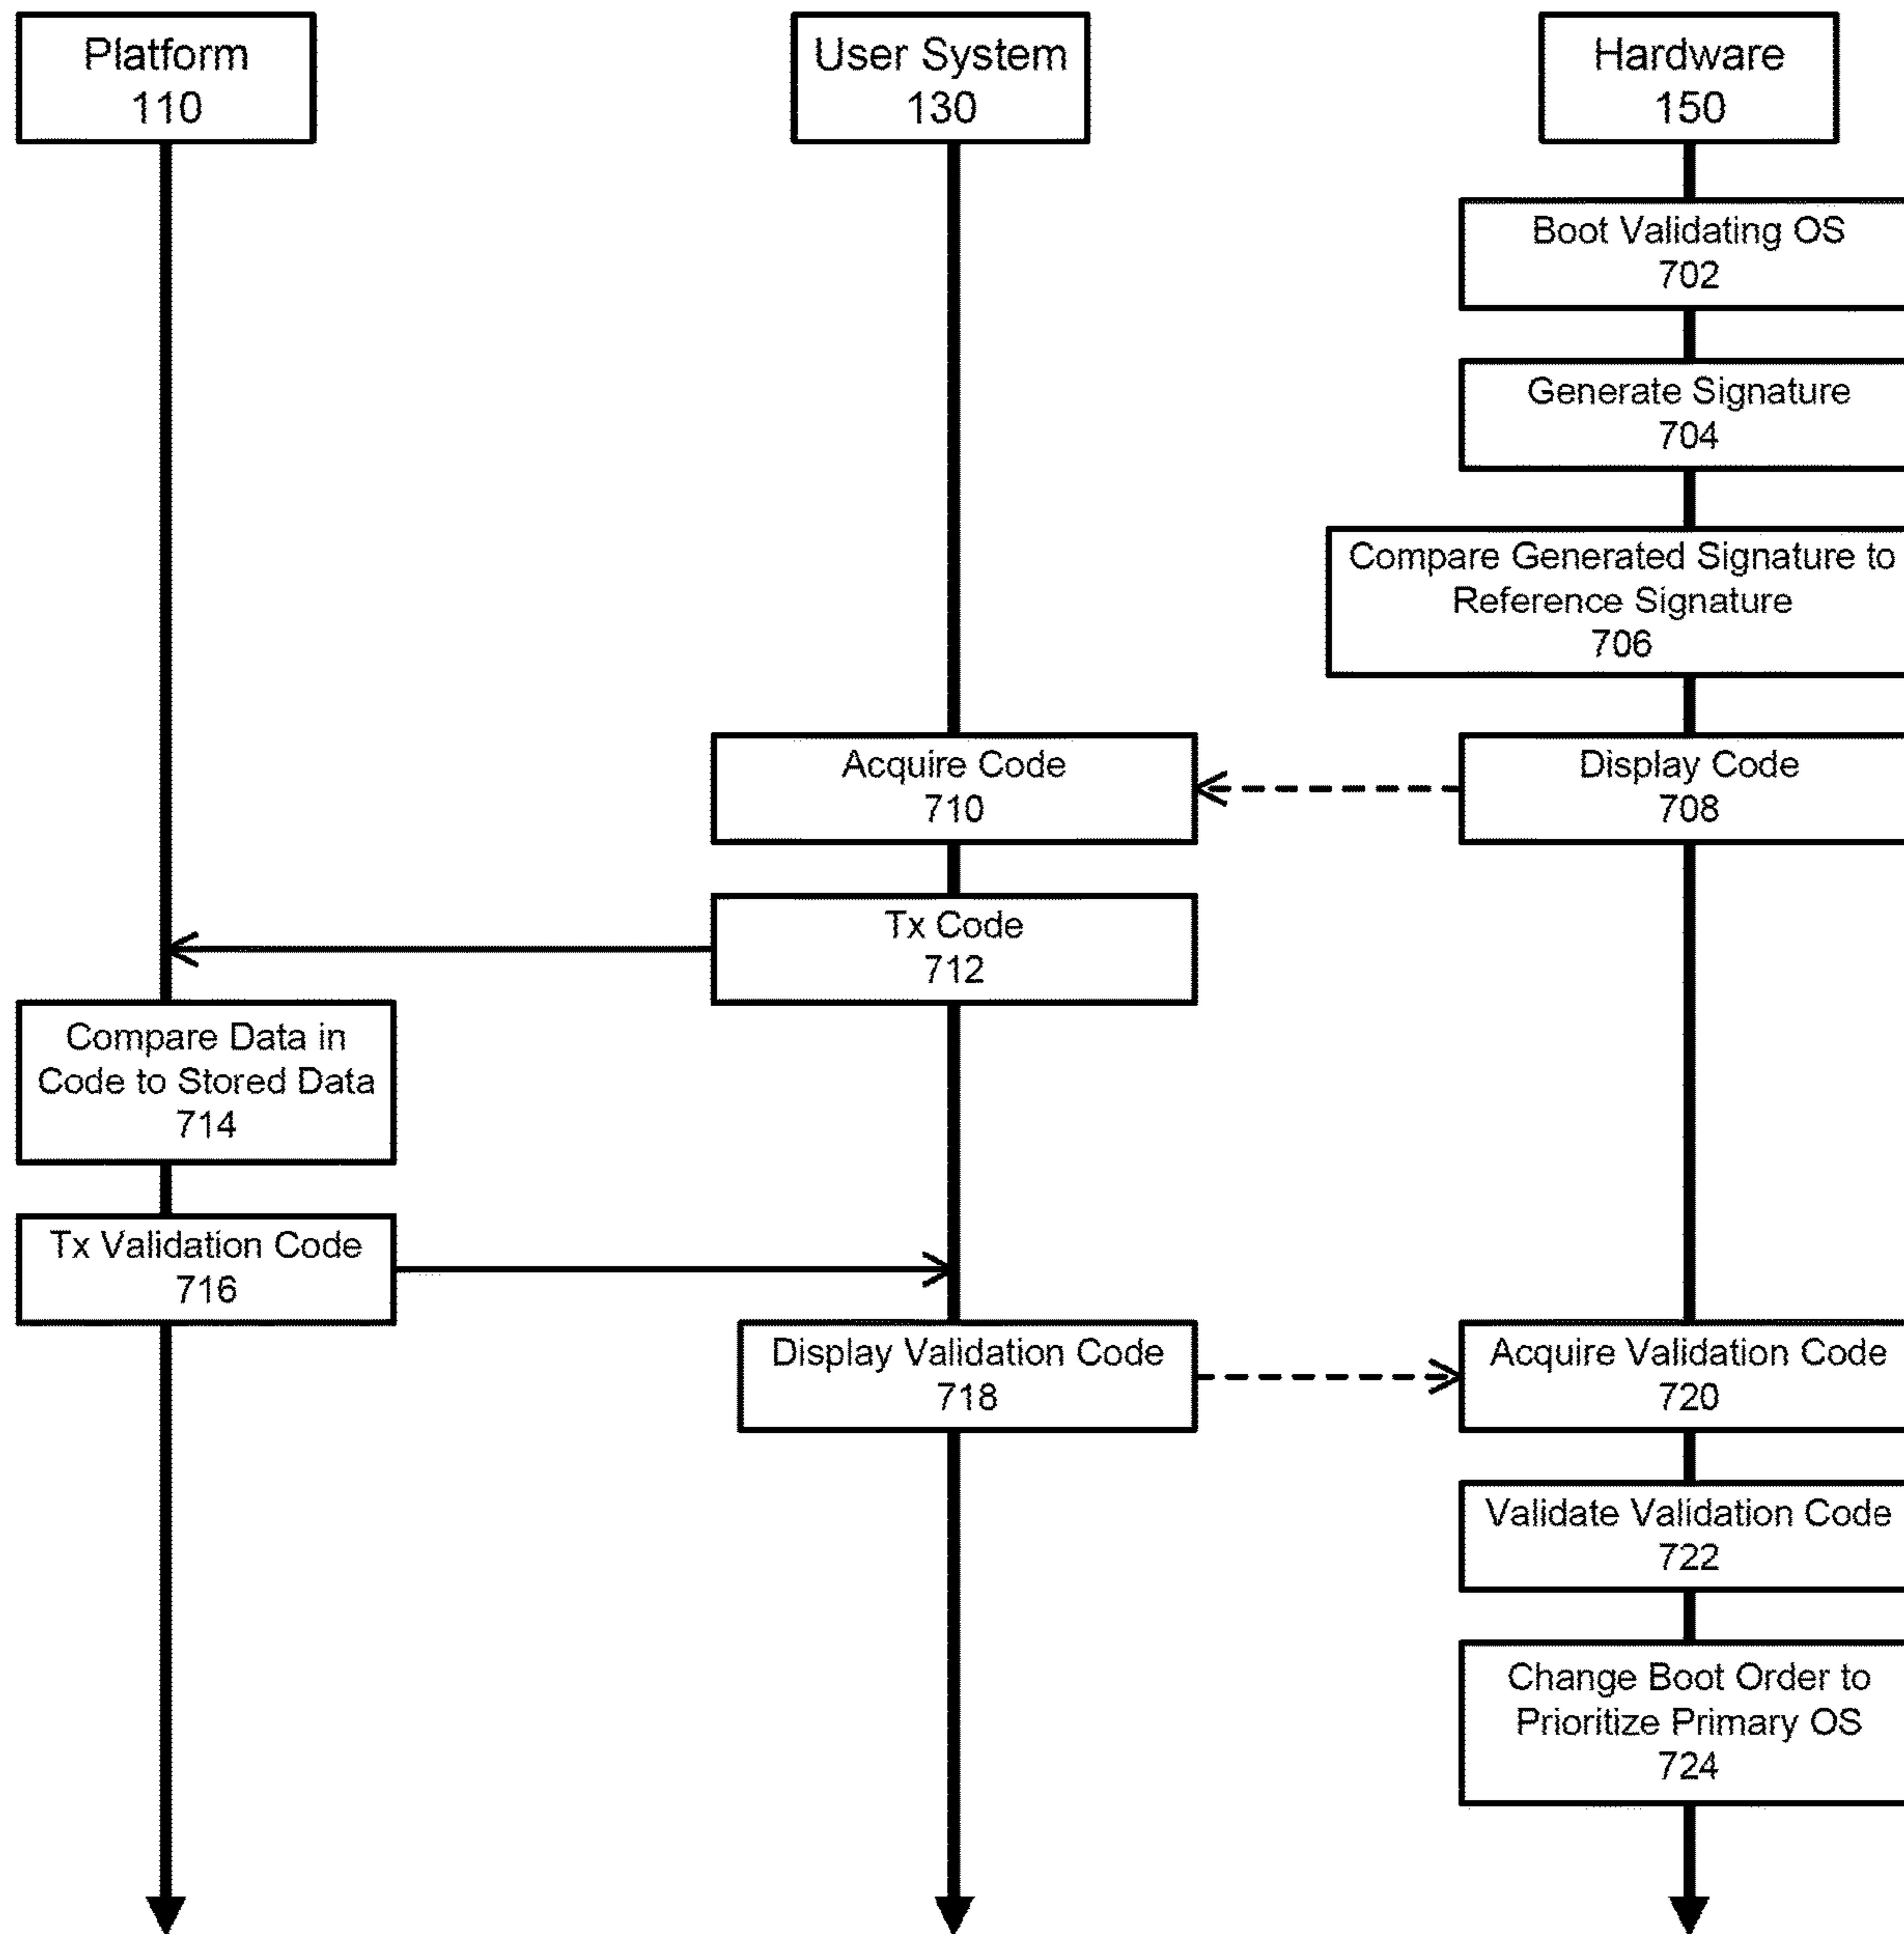 Platform
110
User System
130
Hardware
150
Boot Validating OS
702
Generate Signature
704
Compare Generated Signature to
Reference Signature
706
Acquire Code
710
Display Code
708
Tx Code
712
Compare Data in
Code to Stored Data
714
Tx Validation Code
716
Display Validation Code
718
Acquire Validation Code
720
Validate Validation Code
722
Change Boot Order to
Prioritize Primary OS
724